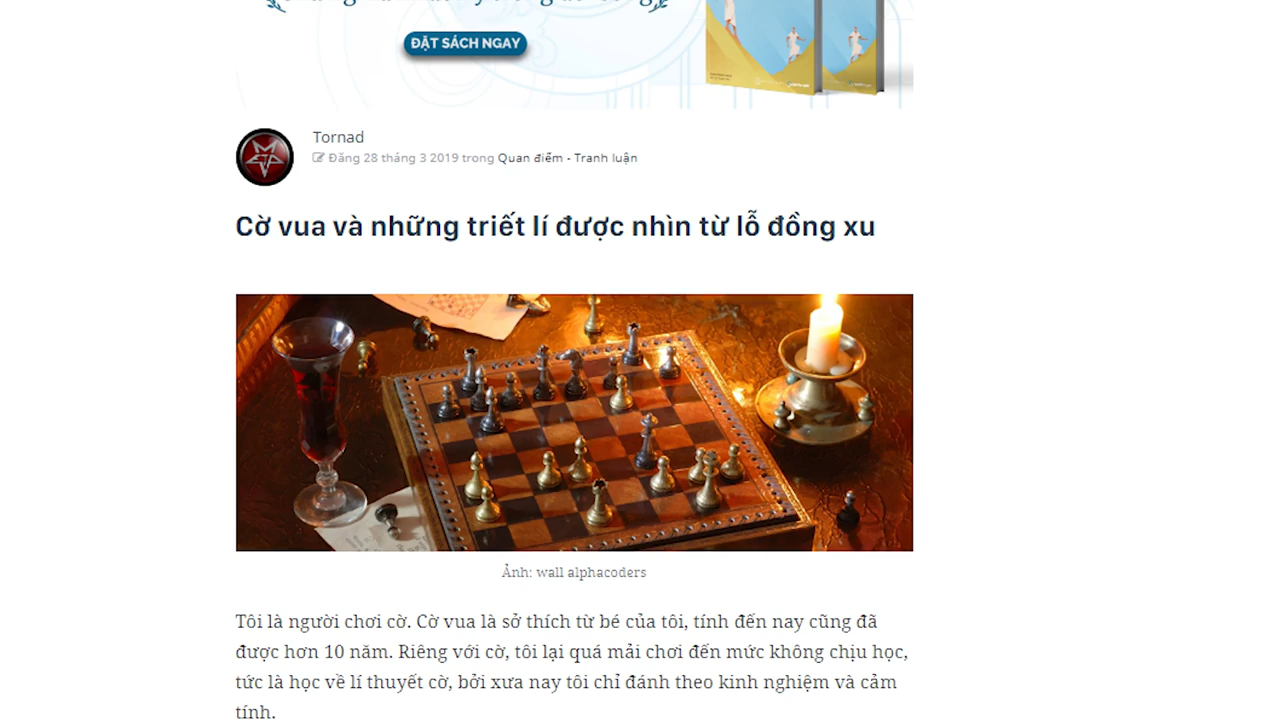 ĐẶT SÁCH NGAY
Tornad
Đăng 28 tháng 3 2019 trong Quan điểm - Tranh luận
Cờ vua và những triết lí được nhìn từ lỗ đồng xu
Ảnh: wall alphacoders
Tôi là người chơi cờ. Cờ vua là sở thích từ bé của tôi, tính đến nay cũng đã
được hơn 10 năm. Riêng với cờ, tôi lại quá mải chơi đến mức không chịu học,
tức là học về lí thuyết cờ, bởi xưa nay tôi chỉ đánh theo kinh nghiệm và cảm
tính.